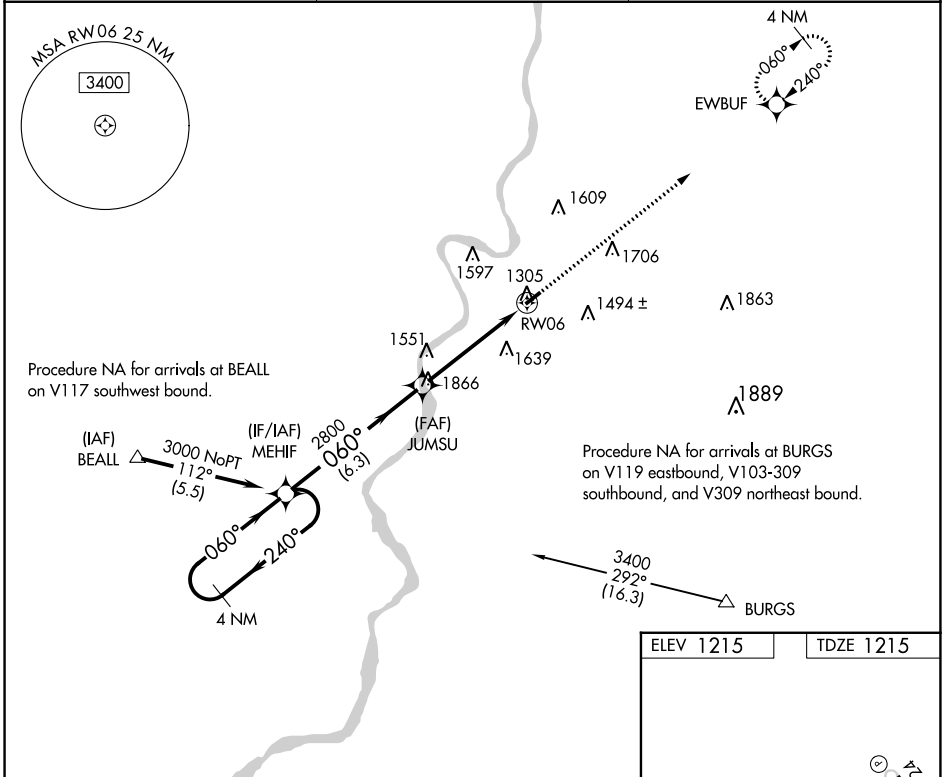 MSA RW06 25 NM
3400
4 NM
060°
240°
EWBUF
1609
1597
1305
1706
RW06
1494 ±
1863
1551
1639
1866
1889
Procedure NA for arrivals at BEALL
on V117 southwest bound.
(FAF)
JUMSU
(IAF)
BEALL
3000 NoPT
112°
(5.5)
(IF/IAF)
MEHIF
2800
060°
(6.3)
Procedure NA for arrivals at BURGS
on V119 eastbound, V103-309
southbound, and V309 northeast bound.
060°
240°
4 NM
3400
292°
(16.3)
BURGS
ELEV 1215
TDZE 1215